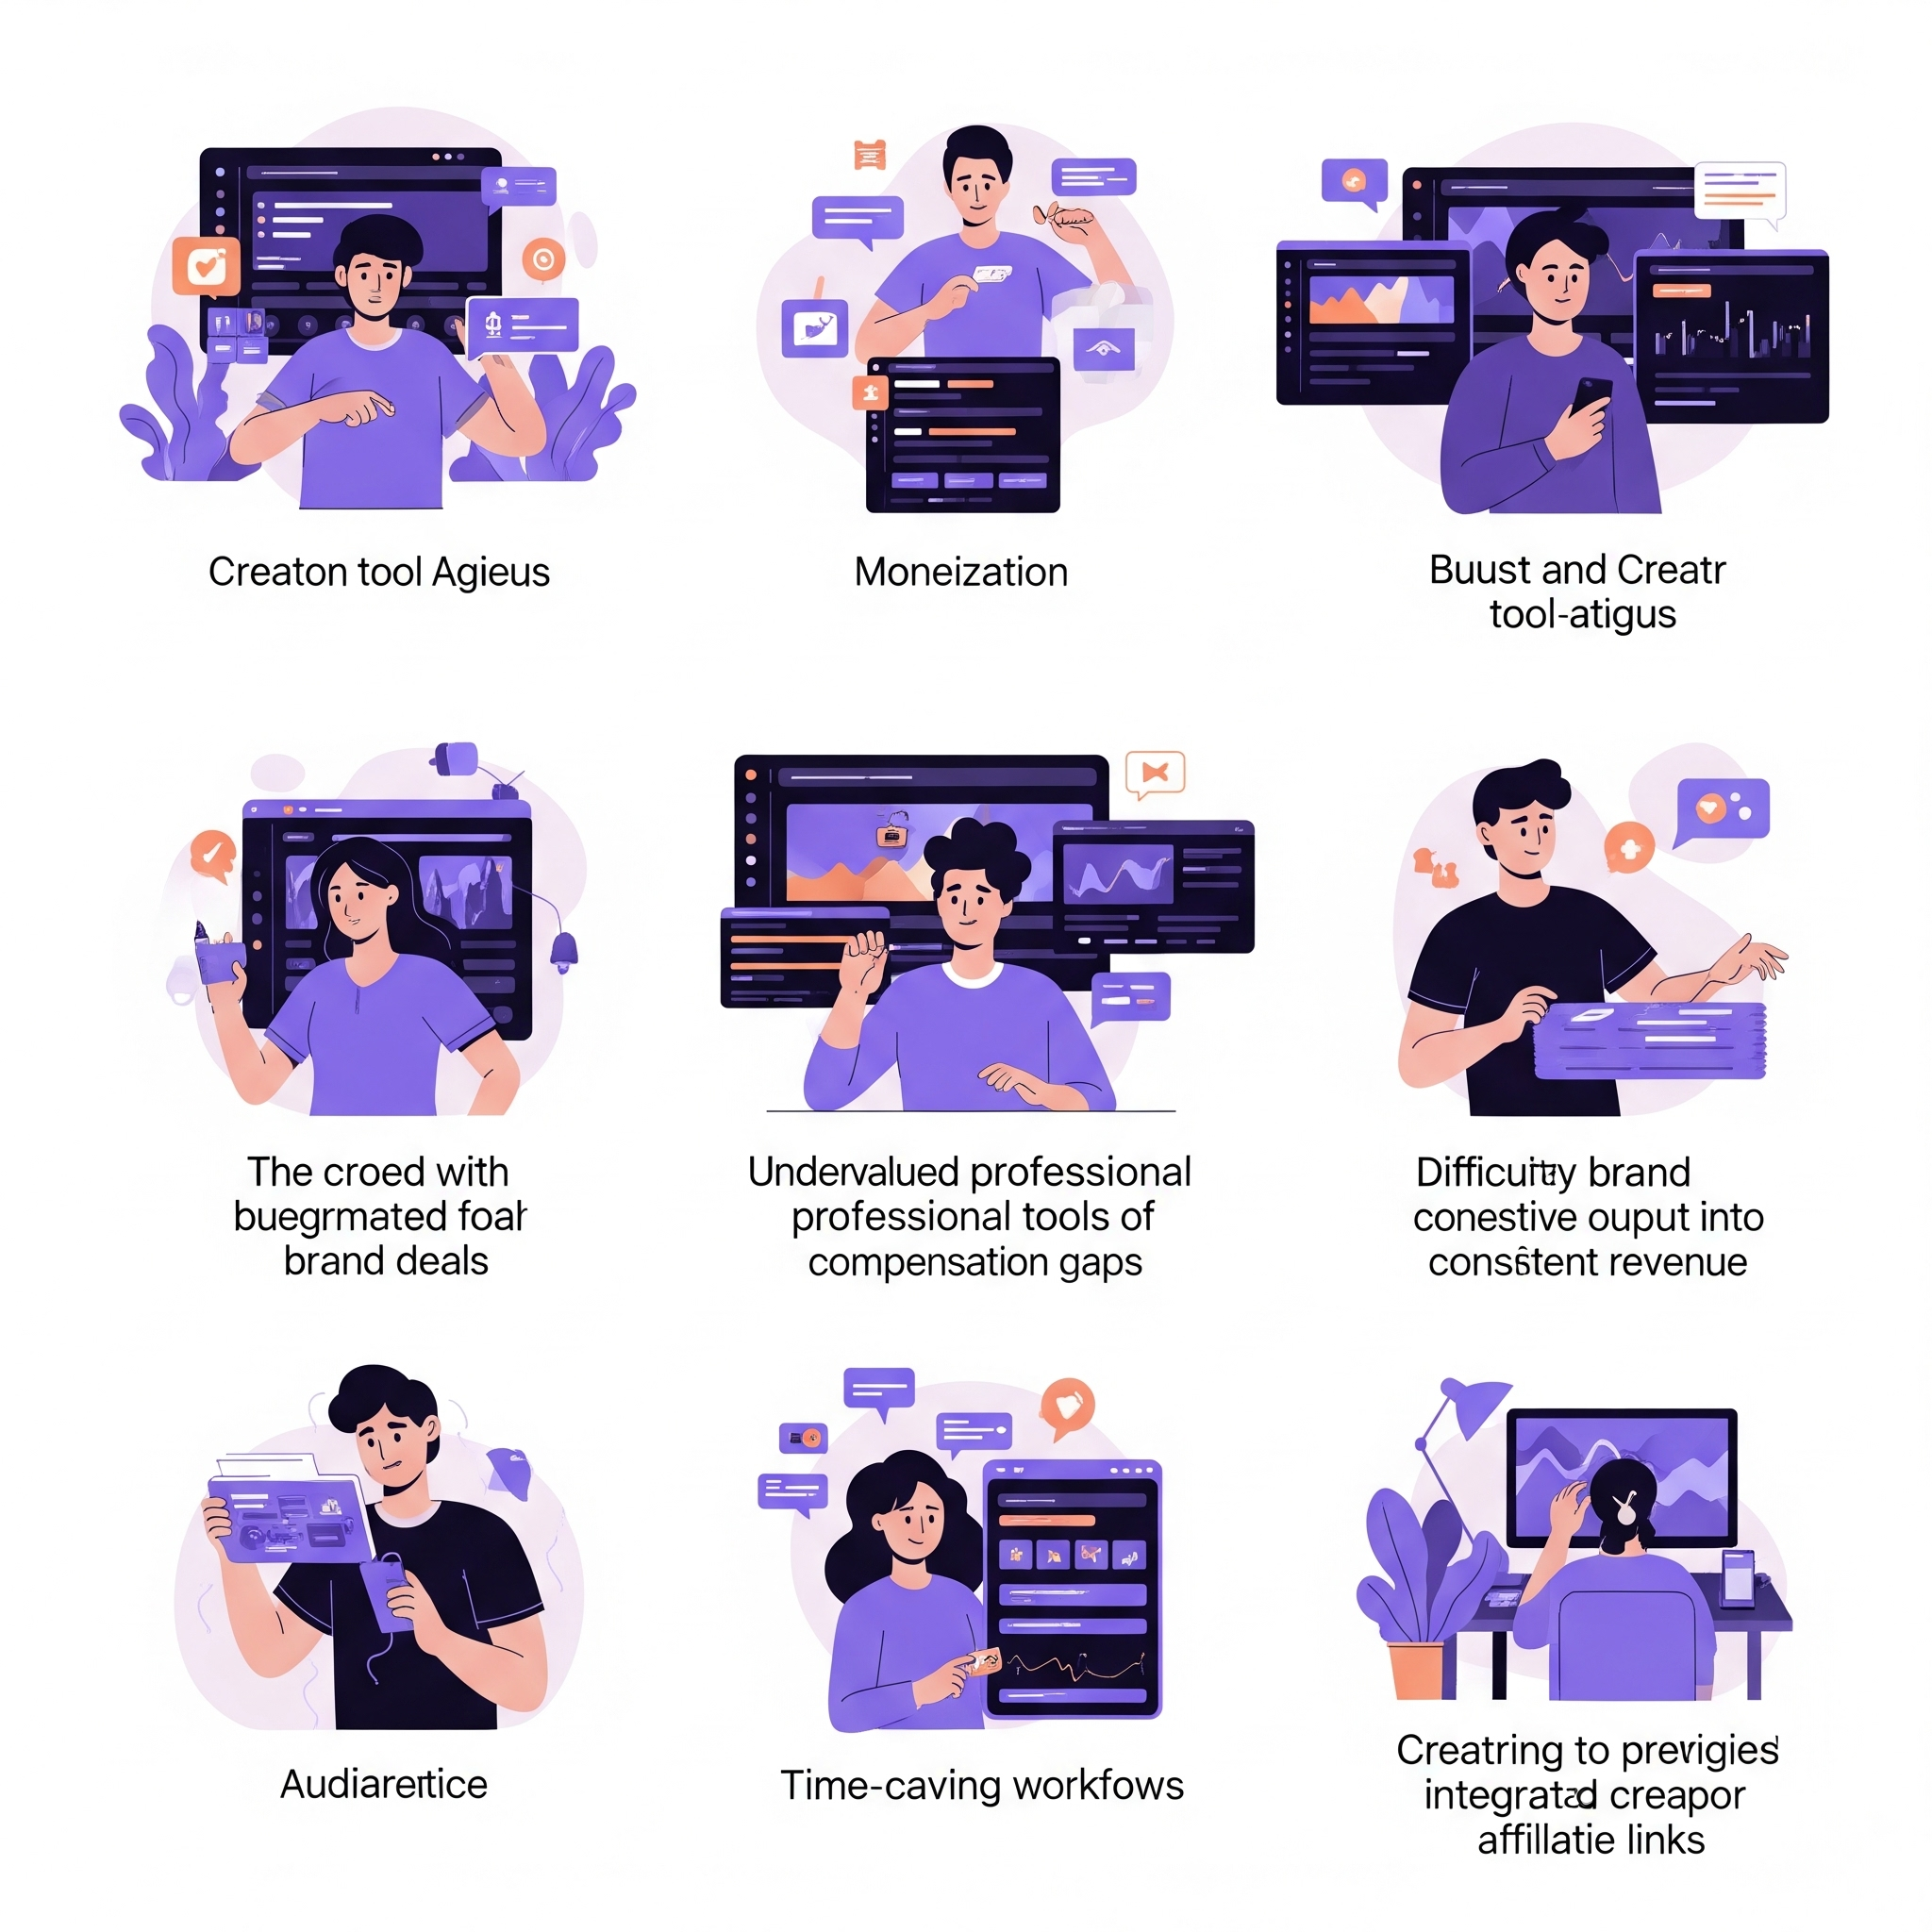 Creaton tool Agieus
Moneization
Buust and Creatr
tool-atigus
The croed with
buegrmated foal
brand deals
Undervalued professional
professional tools of
compensation gaps
brand
conestive ouput into
consistent revenue
Audiarertice
Time-caving workfows
Creatring to previgies
creapor
affillatie links